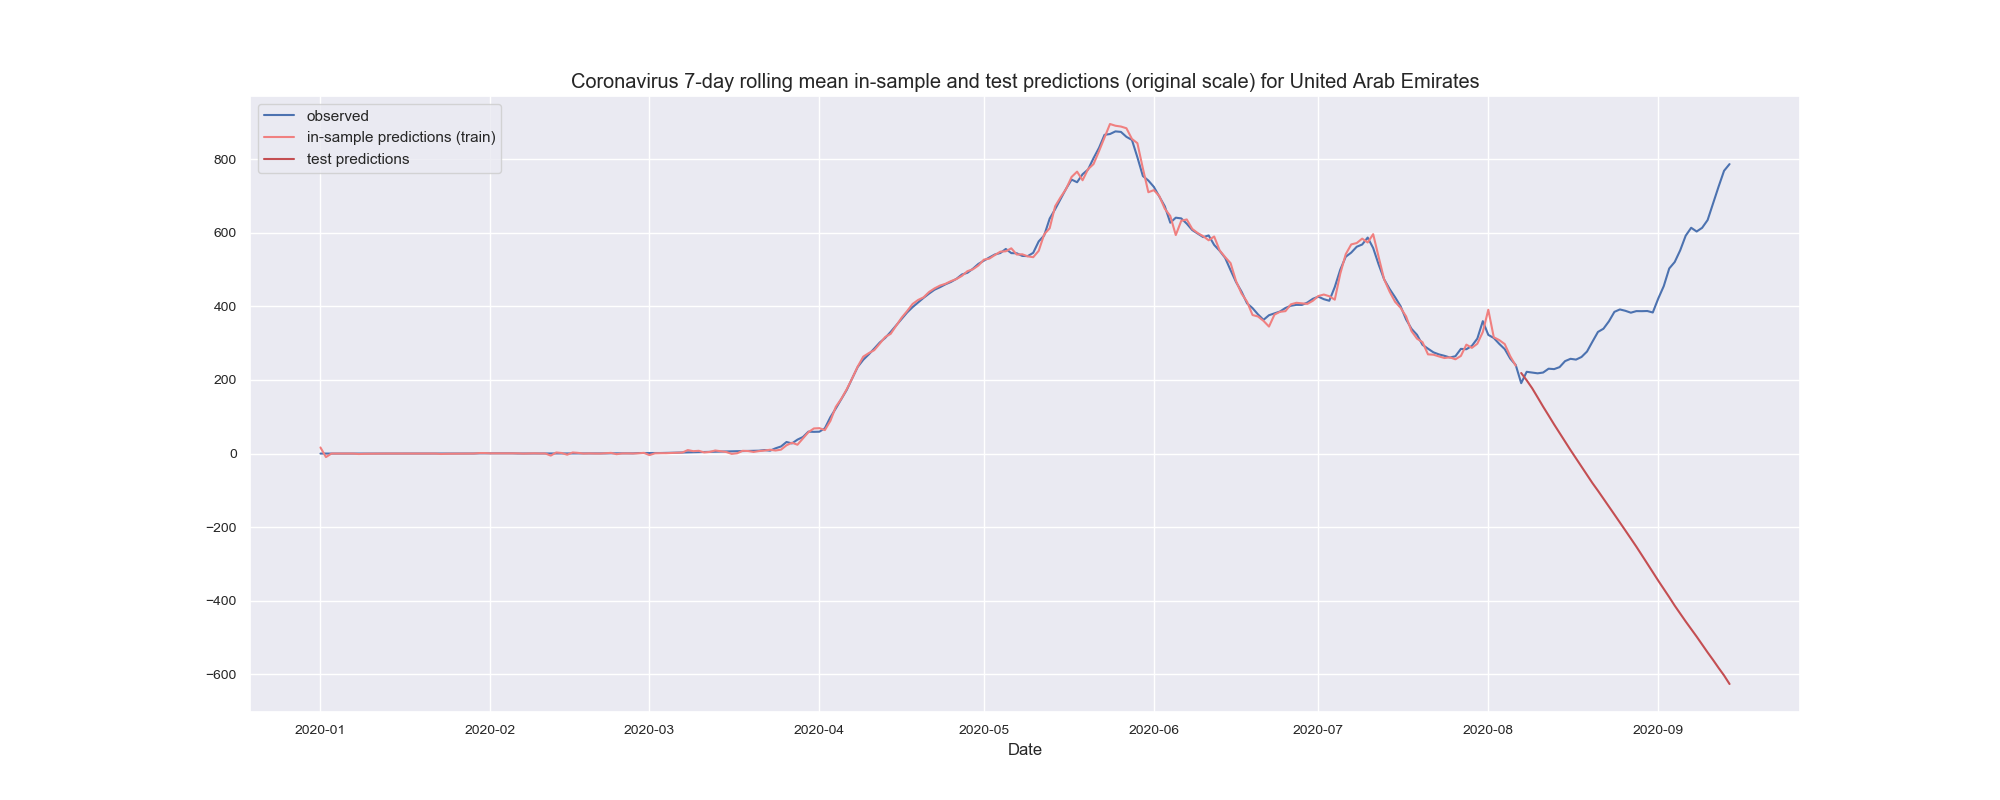 Coronavirus 7-day rolling mean in-sample and test predictions (original scale) for United Arab Emirates
observed
in-sample predictions (train)
test predictions
800
600
400
200
0
−200
−400
−600
2020-01 2020-02 2020-03 2020-04 2020-05 2020-06 2020-07 2020-08 2020-09
Date